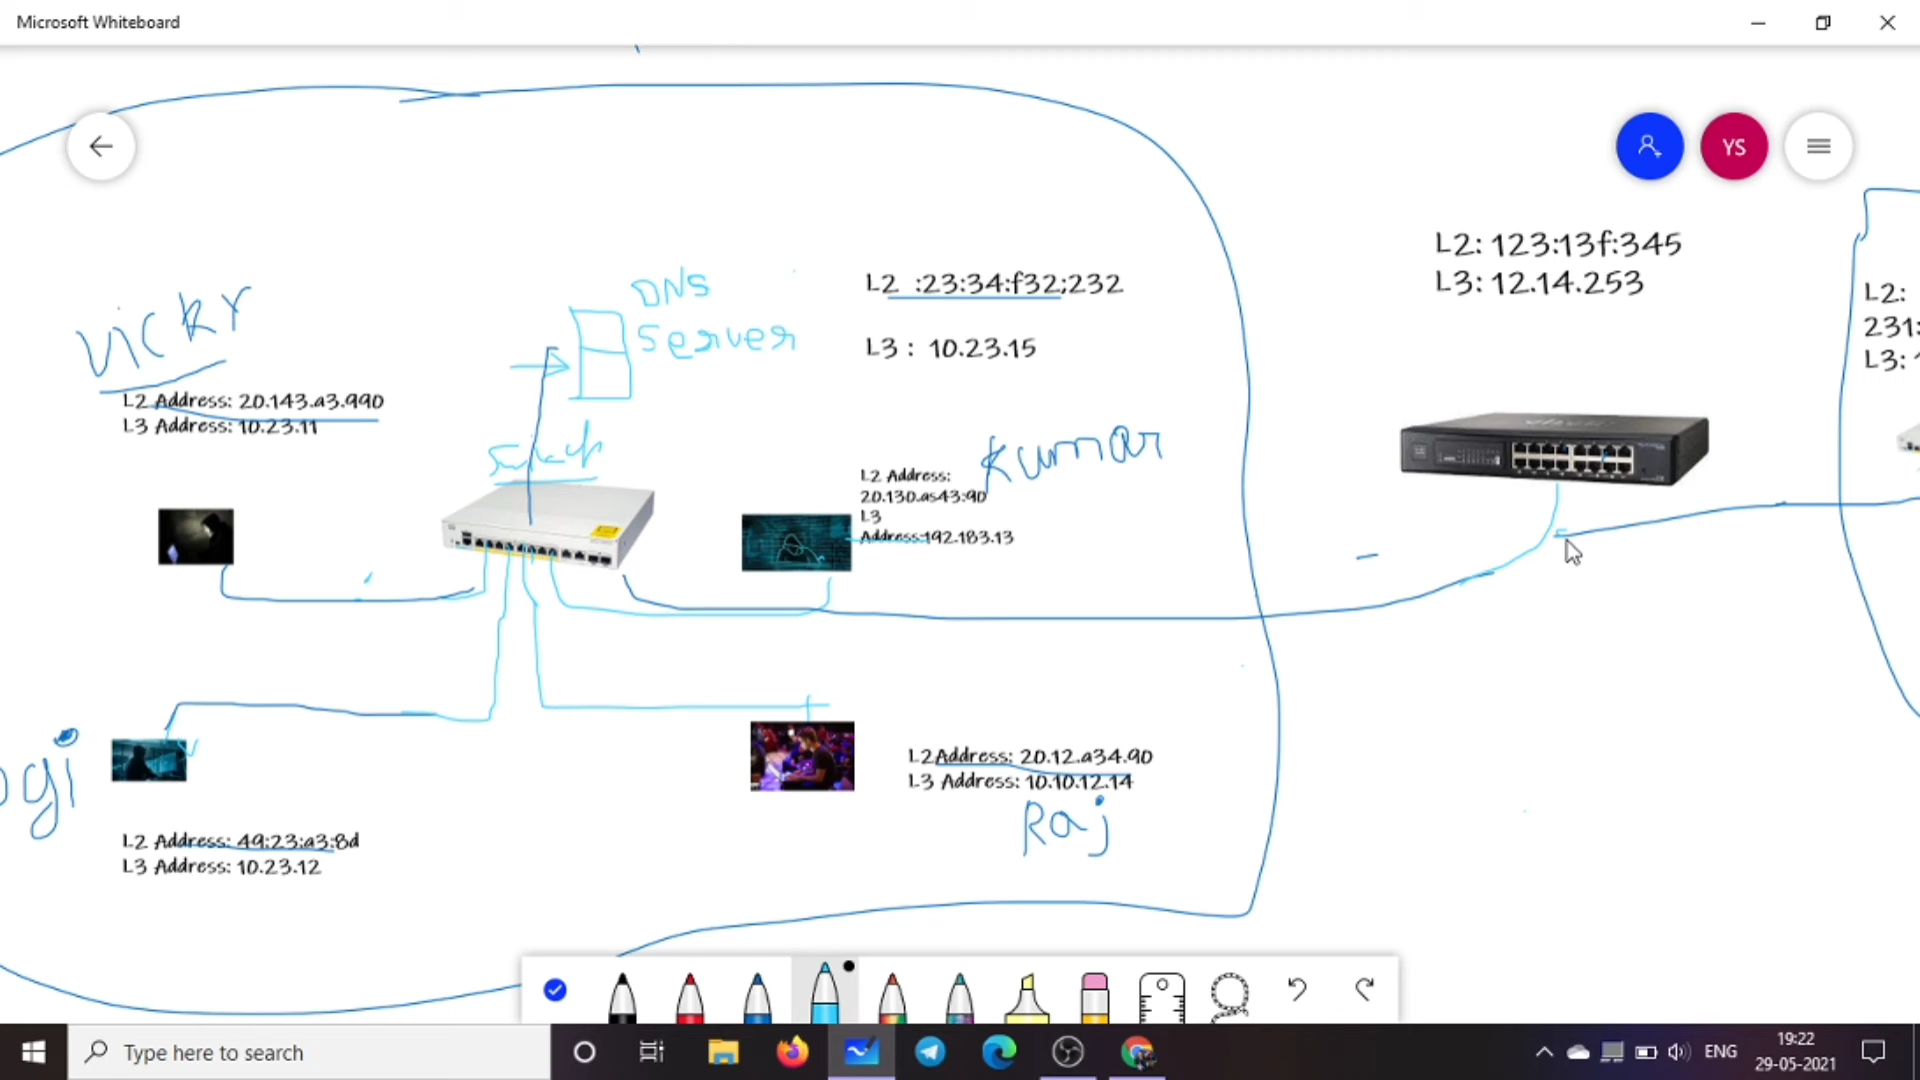 Microsoft Whiteboard
YS
L2: 123:13f:345
L3: 12.14.253
L2:
231:
L3:
DNS
Server
L2 :23:34:f32;232
L3 : 10.23.15
Vicky
L2 Address: 20.143.a3.990
L3 Address: 10.23.11
Switch
Kumar
L2 Address:
20.130.as43:90
L3
Address:192.183.13
ogi
L2Address: 20.12.a34.90
L3 Address: 10.10.12.14
Raj
L2 Address: 49:23:a3:8d
L3 Address: 10.23.12
Type here to search
ENG
19:22
29-05-2021